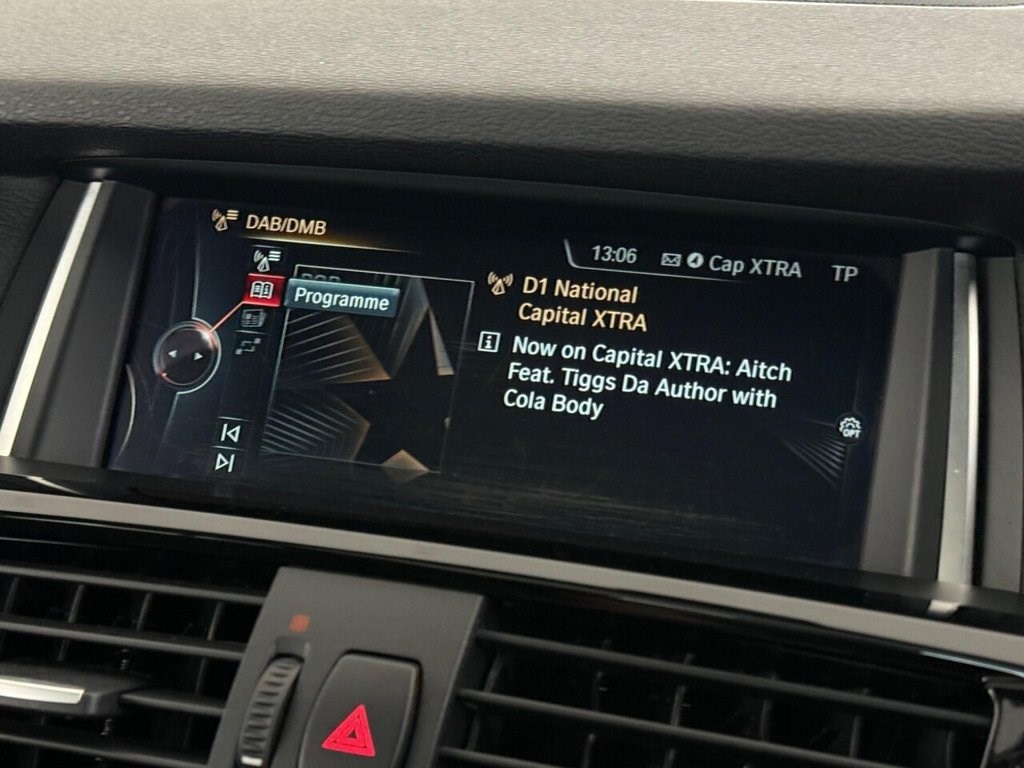 DAB/DMB
13:06
Cap XTRA
TP
Programme
D1 National
Capital XTRA
Now on Capital XTRA: Aitch
Feat. Tiggs Da Author with
Cola Body
OPT